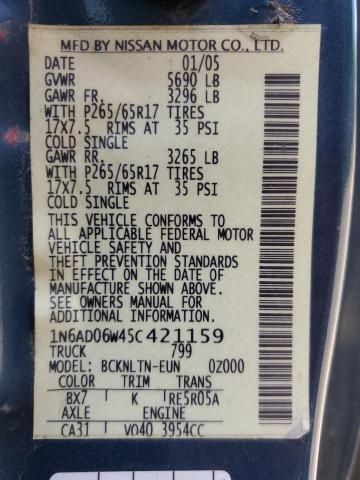 MFD BY NISSAN MOTOR CO., LTD.
DATE 01/05
GVWR 5690 LB
GAWR FR. 3296 LB
WITH P265/65R17 TIRES
17X7.5 RIMS AT 35 PSI
COLD SINGLE
GAWR RR. 3265 LB
WITH P265/65R17 TIRES
17X7.5 RIMS AT 35 PSI
COLD SINGLE
THIS VEHICLE CONFORMS TO
ALL APPLICABLE FEDERAL MOTOR
VEHICLE SAFETY AND
THEFT PREVENTION STANDARDS
IN EFFECT ON THE DATE OF
MANUFACTURE SHOWN ABOVE.
SEE OWNERS MANUAL FOR
ADDITIONAL INFORMATION.
1N6AD06W45C421159
TRUCK 799
MODEL: BCKNLTN-EUN 0Z000
COLOR TRIM TRANS
BX7 K RE5R05A
AXLE ENGINE
CA31 VQ40 3954CC